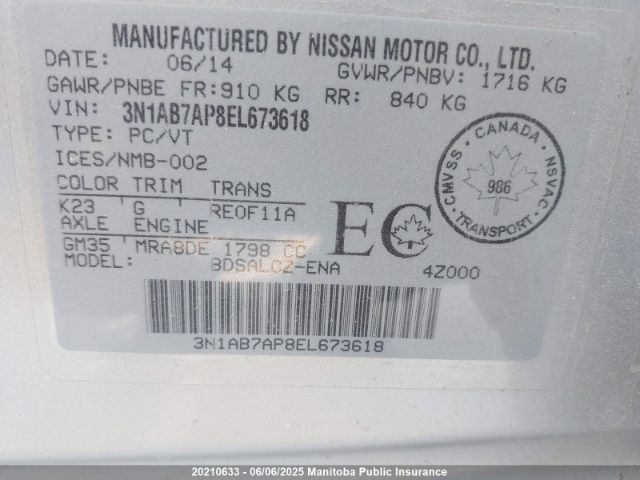 MANUFACTURED BY NISSAN MOTOR CO., LTD.
DATE: 06/14 GVWR/PNBV: 1716 KG
GAWR/PNBE FR: 910 KG RR: 840 KG
VIN: 3N1AB7AP8EL673618
TYPE: PC/VT
ICES/NMB-002
COLOR TRIM TRANS
K23 G RE0F11A
AXLE ENGINE
GM35 MRA8DE 1798 CC
MODEL: BDSALCZ-ENA 4Z000
EC
CMVSS · CANADA · NSVAC · TRANSPORT ·
986
3N1AB7AP8EL673618
20210633 — 06/06/2025 Manitoba Public Insurance